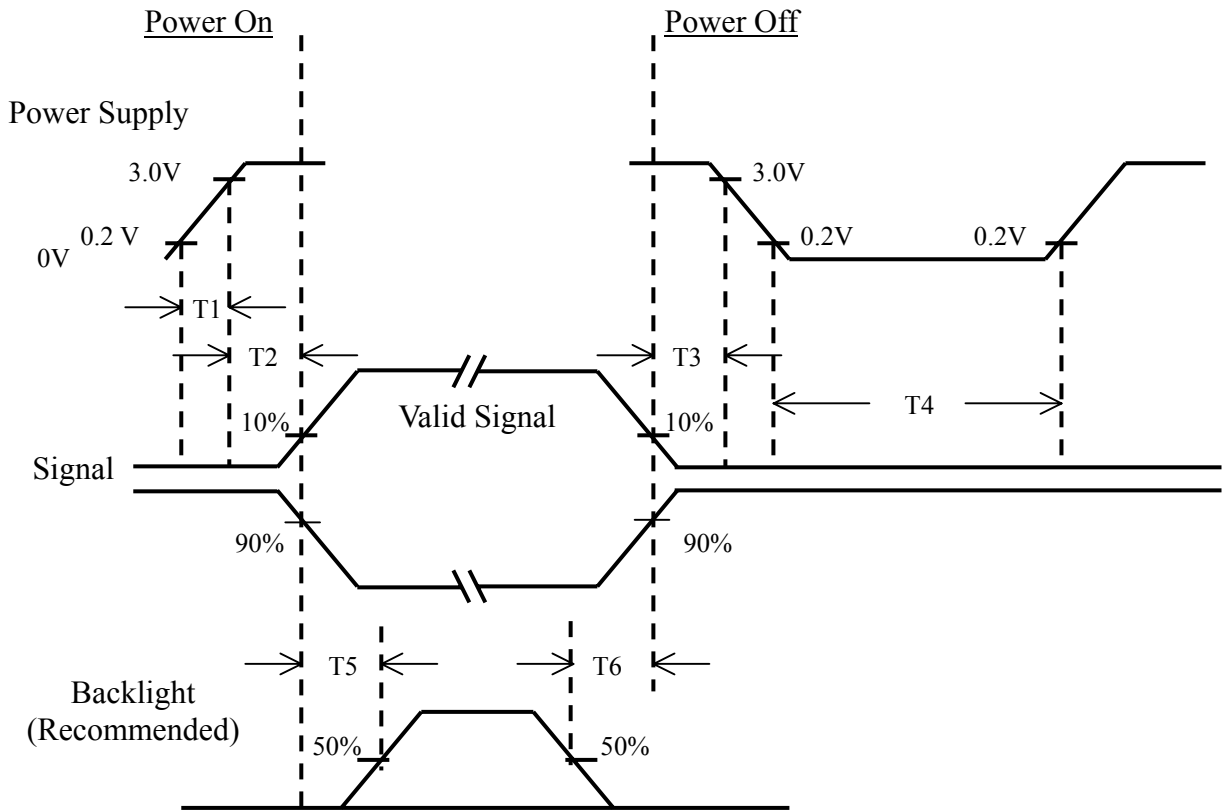 Power On
Power Off
Power Supply
3.0V
3.0V
0.2 V
0V
0.2V
0.2V
T1
T2
T3
T4
10%
Valid Signal
10%
Signal
90%
90%
T5
T6
Backlight
(Recommended)
50%
50%